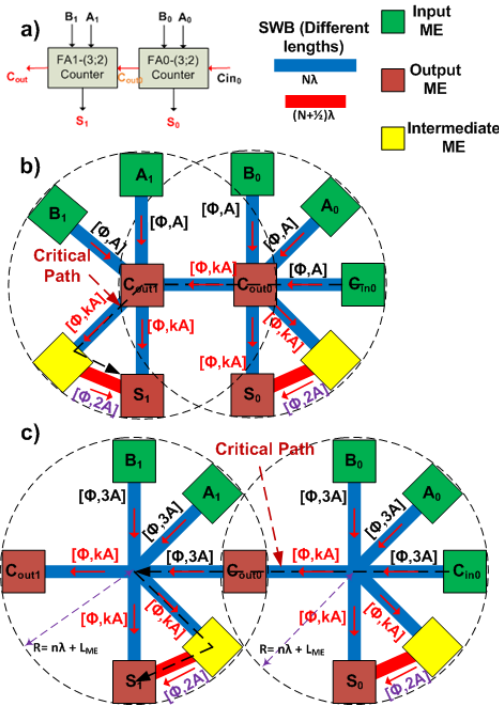 a)
B₁ A₁
B₀ A₀
SWB (Different lengths)
Input ME
FA1-(3;2) Counter
FA0-(3;2) Counter
Cout
Cout0
Cin0
Nλ
(N+½)λ
Output ME
S₁
S₀
Intermediate ME
b)
A₁
B₀
B₁
A₀
[Φ,A]
[Φ,A]
[Φ,A]
[Φ,A]
Critical Path
[Φ,A]
Cout1
[Φ,kA]
Cout0
Cin0
[Φ,kA]
[Φ,kA]
[Φ,kA]
[Φ,kA]
S₁
S₀
[Φ,2A]
[Φ,2A]
c)
Critical Path
B₁
A₁
B₀
A₀
[Φ,3A]
[Φ,3A]
[Φ,3A]
[Φ,3A]
[Φ,kA]
[Φ,3A]
[Φ,kA]
[Φ,3A]
Cout1
Cout0
Cin0
[Φ,kA]
[Φ,kA]
[Φ,kA]
[Φ,kA]
R= nλ + LME
R= nλ + LME
S₁
7
S₀
[Φ,2A]
[Φ,2A]